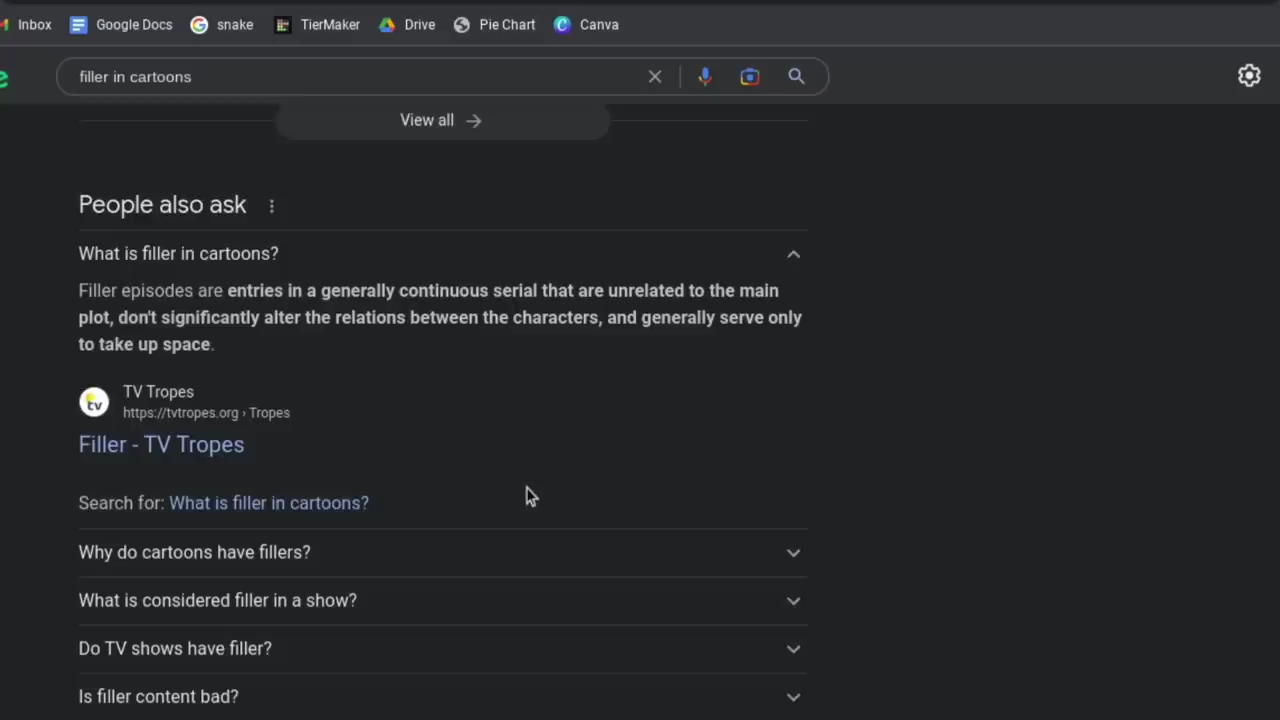 Inbox Google Docs snake TierMaker Drive Pie Chart Canva
filler in cartoons
View all
People also ask
What is filler in cartoons?
Filler episodes are entries in a generally continuous serial that are unrelated to the main
plot, don't significantly alter the relations between the characters, and generally serve only
to take up space.
tv
TV Tropes
https://tvtropes.org › Tropes
Filler - TV Tropes
Search for: What is filler in cartoons?
Why do cartoons have fillers?
What is considered filler in a show?
Do TV shows have filler?
Is filler content bad?